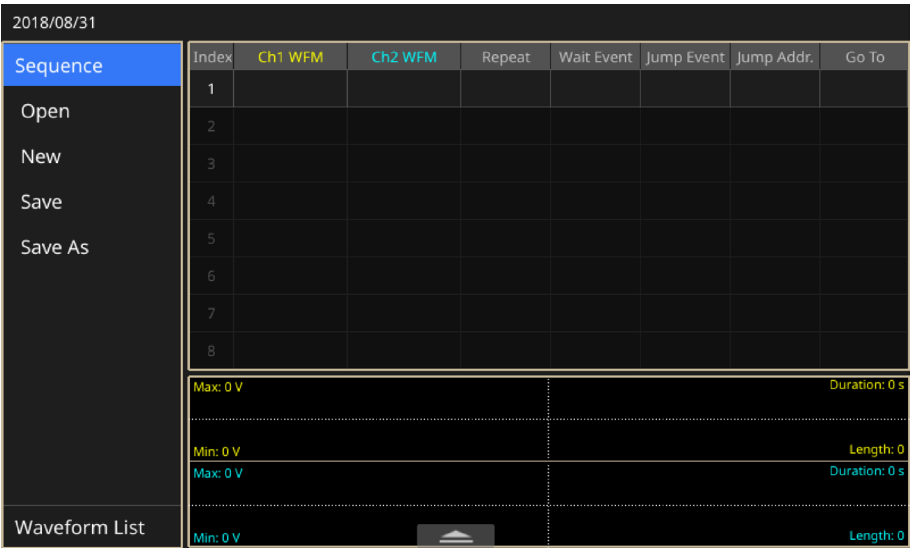 2018/08/31
Sequence
Open
New
Save
Save As
Waveform List
Index Ch1 WFM Ch2 WFM Repeat Wait Event Jump Event Jump Addr. Go To
1
2
3
4
5
6
7
8
Max: 0 V Duration: 0 s
Min: 0 V Length: 0
Max: 0 V Duration: 0 s
Min: 0 V Length: 0